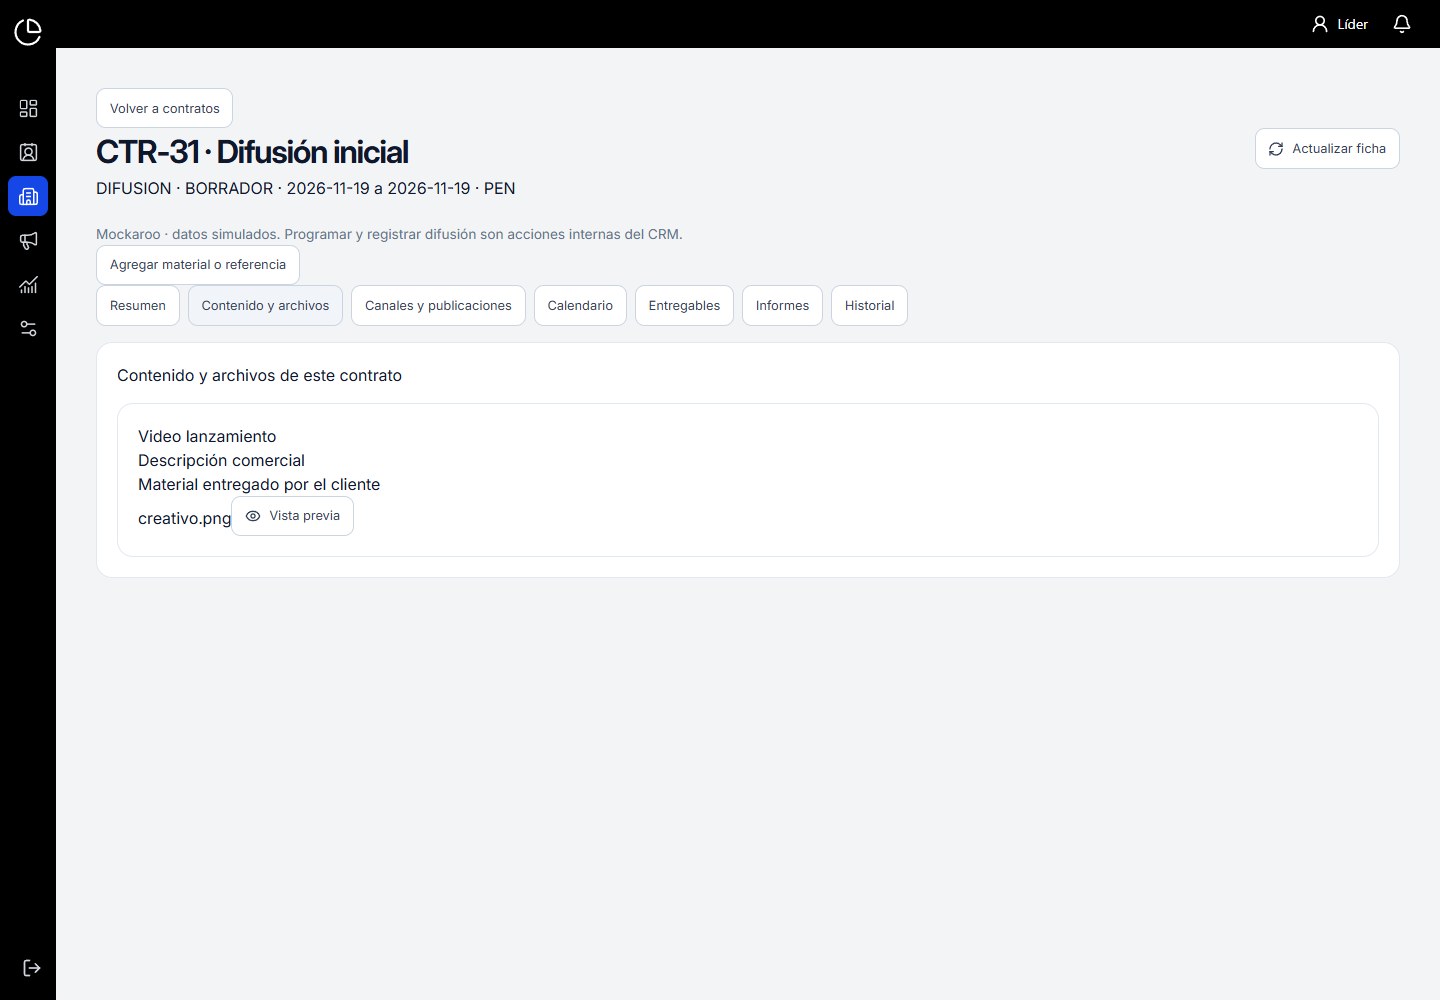 Líder
Volver a contratos
CTR-31 · Difusión inicial
Actualizar ficha
DIFUSION · BORRADOR · 2026-11-19 a 2026-11-19 · PEN
Mockaroo · datos simulados. Programar y registrar difusión son acciones internas del CRM.
Agregar material o referencia
Resumen Contenido y archivos Canales y publicaciones Calendario Entregables Informes Historial
Contenido y archivos de este contrato
Video lanzamiento
Descripción comercial
Material entregado por el cliente
creativo.png Vista previa